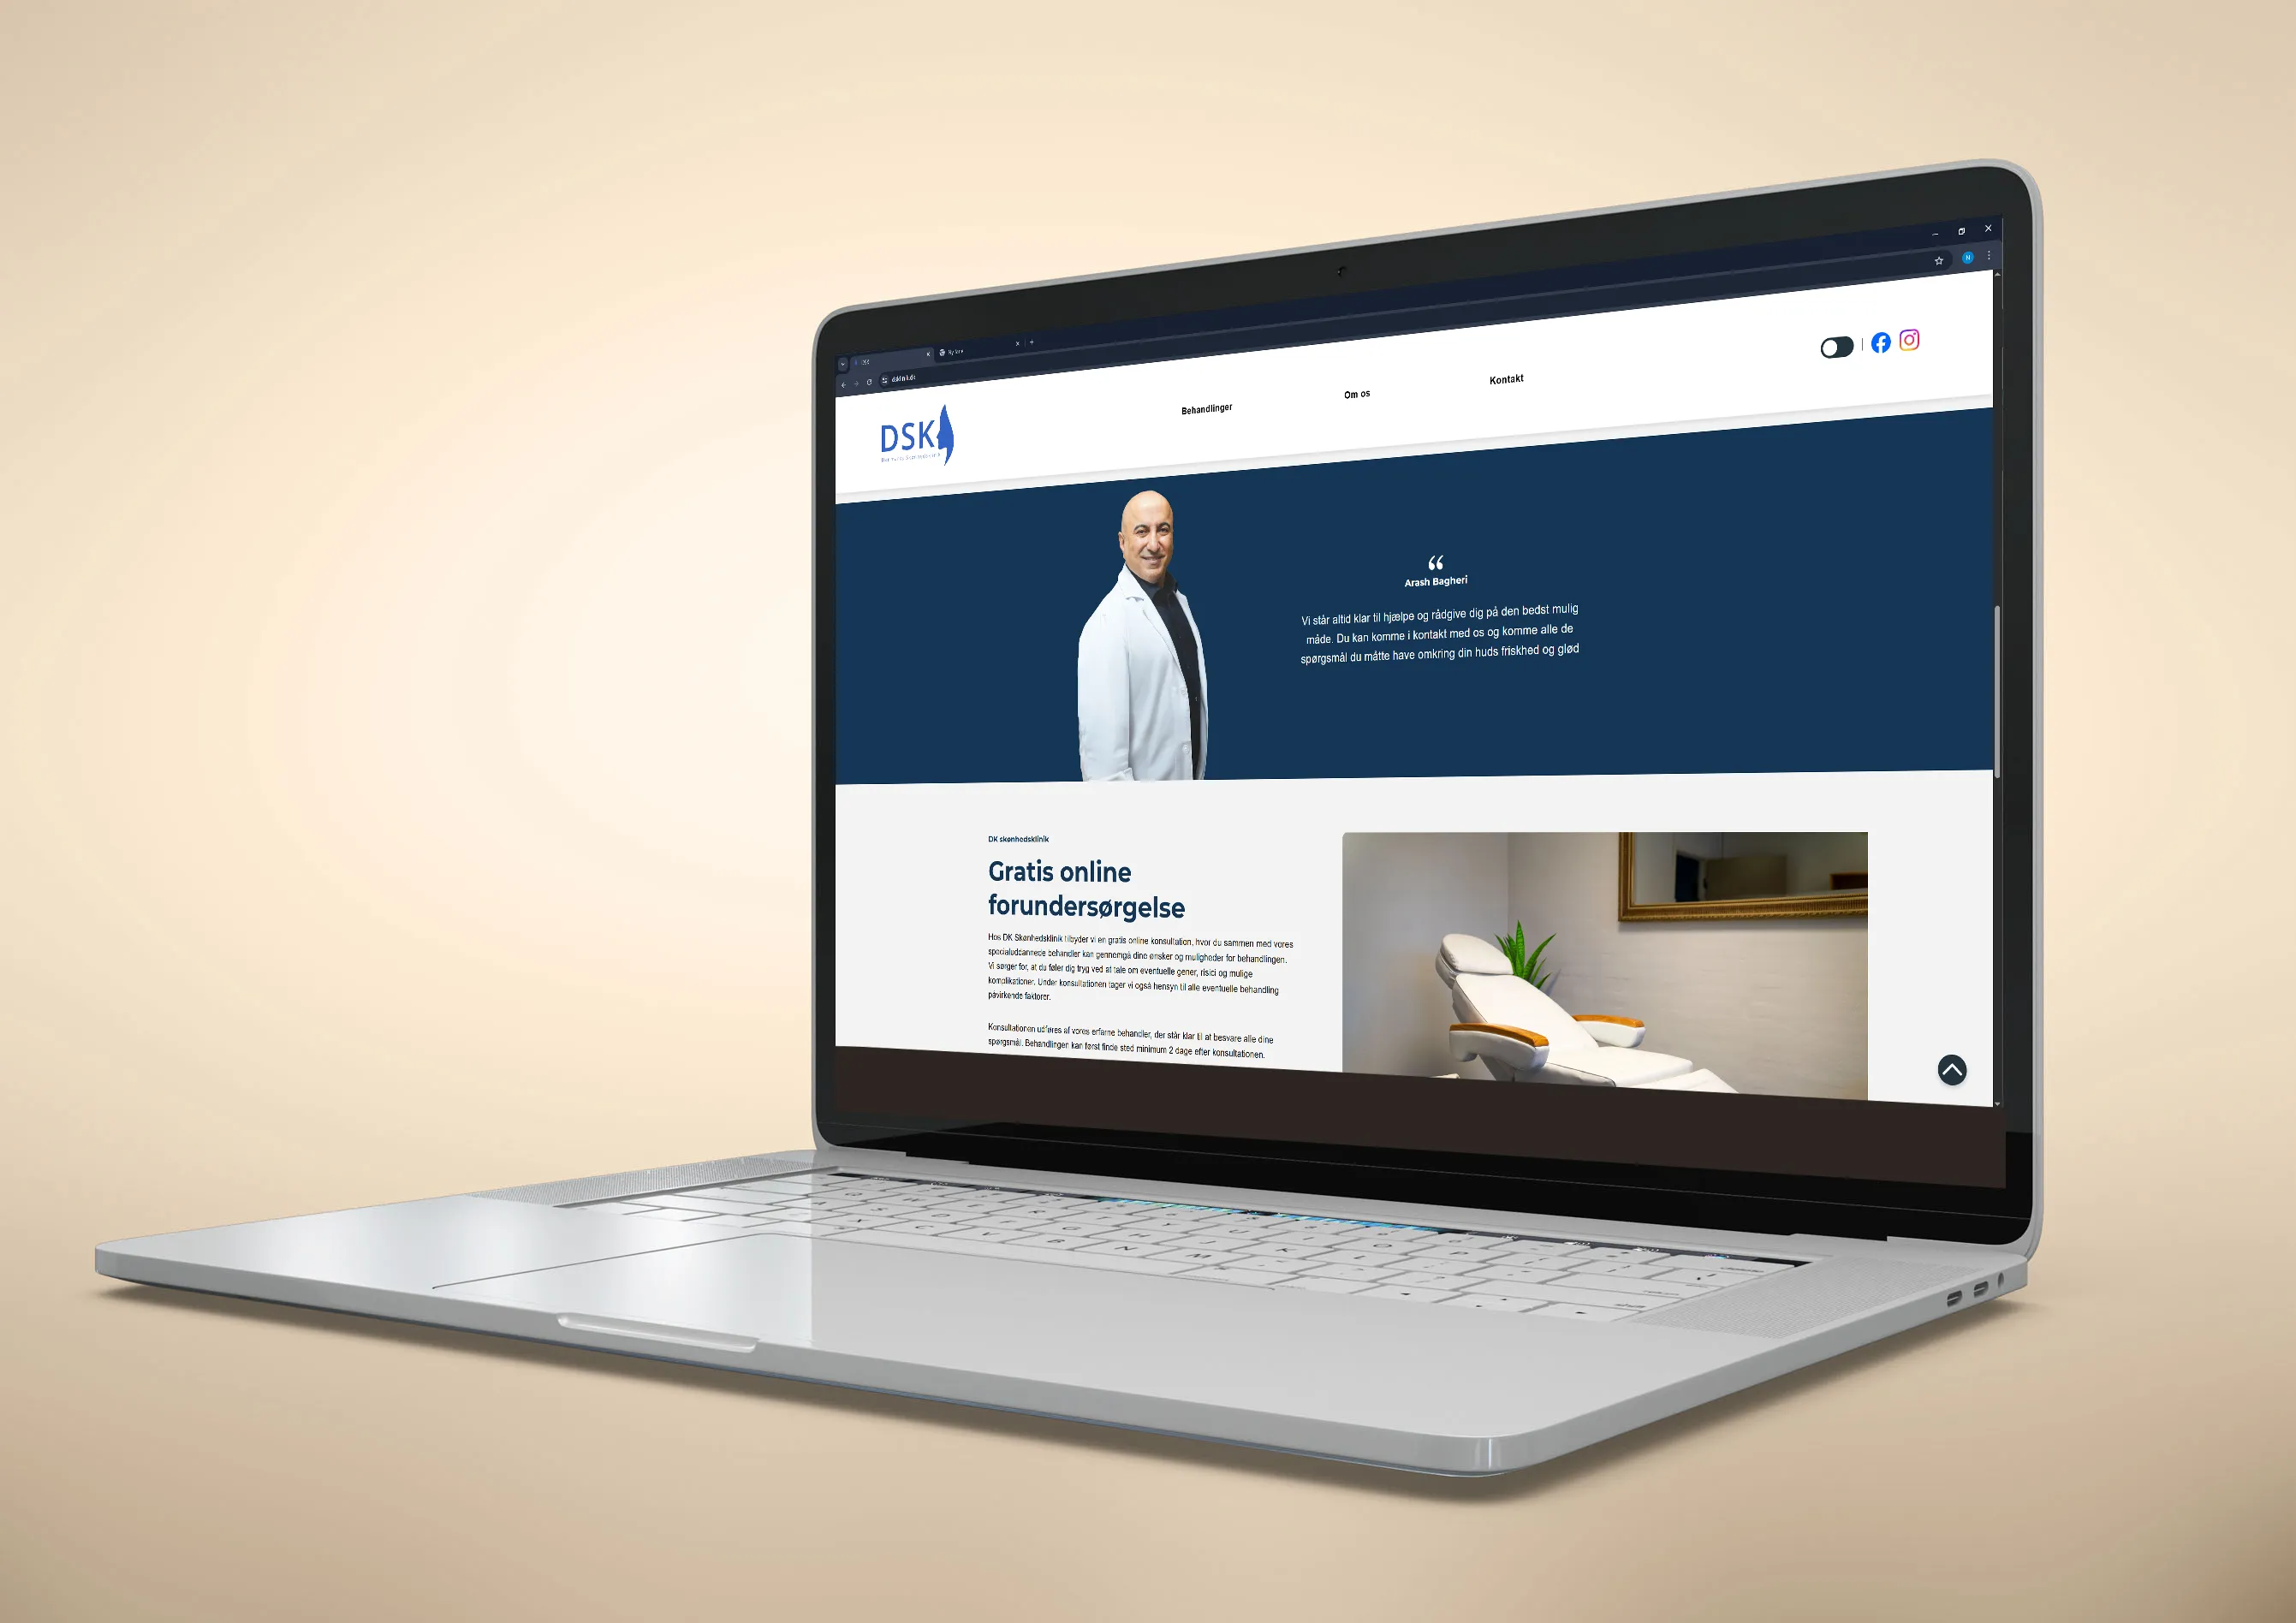 DSK
Ny fane
dsklinik.dk
DSK
Behandlinger
Om os
Kontakt
“
Arash Bagheri
Vi står altid klar til hjælpe og rådgive dig på den bedst mulig
måde. Du kan komme i kontakt med os og komme alle de
spørgsmål du måtte have omkring din huds friskhed og glød
DK skønhedsklinik
Gratis online
forundersørgelse
Hos DK Skønhedsklinik tilbyder vi en gratis online konsultation, hvor du sammen med vores
specialuddannede behandler kan gennemgå dine ønsker og muligheder for behandlingen.
Vi sørger for, at du føler dig tryg ved at tale om eventuelle gener, risici og mulige
komplikationer. Under konsultationen tager vi også hensyn til alle eventuelle behandling
påvirkende faktorer.
Konsultationen udføres af vores erfarne behandler, der står klar til at besvare alle dine
spørgsmål. Behandlingen kan først finde sted minimum 2 dage efter konsultationen.